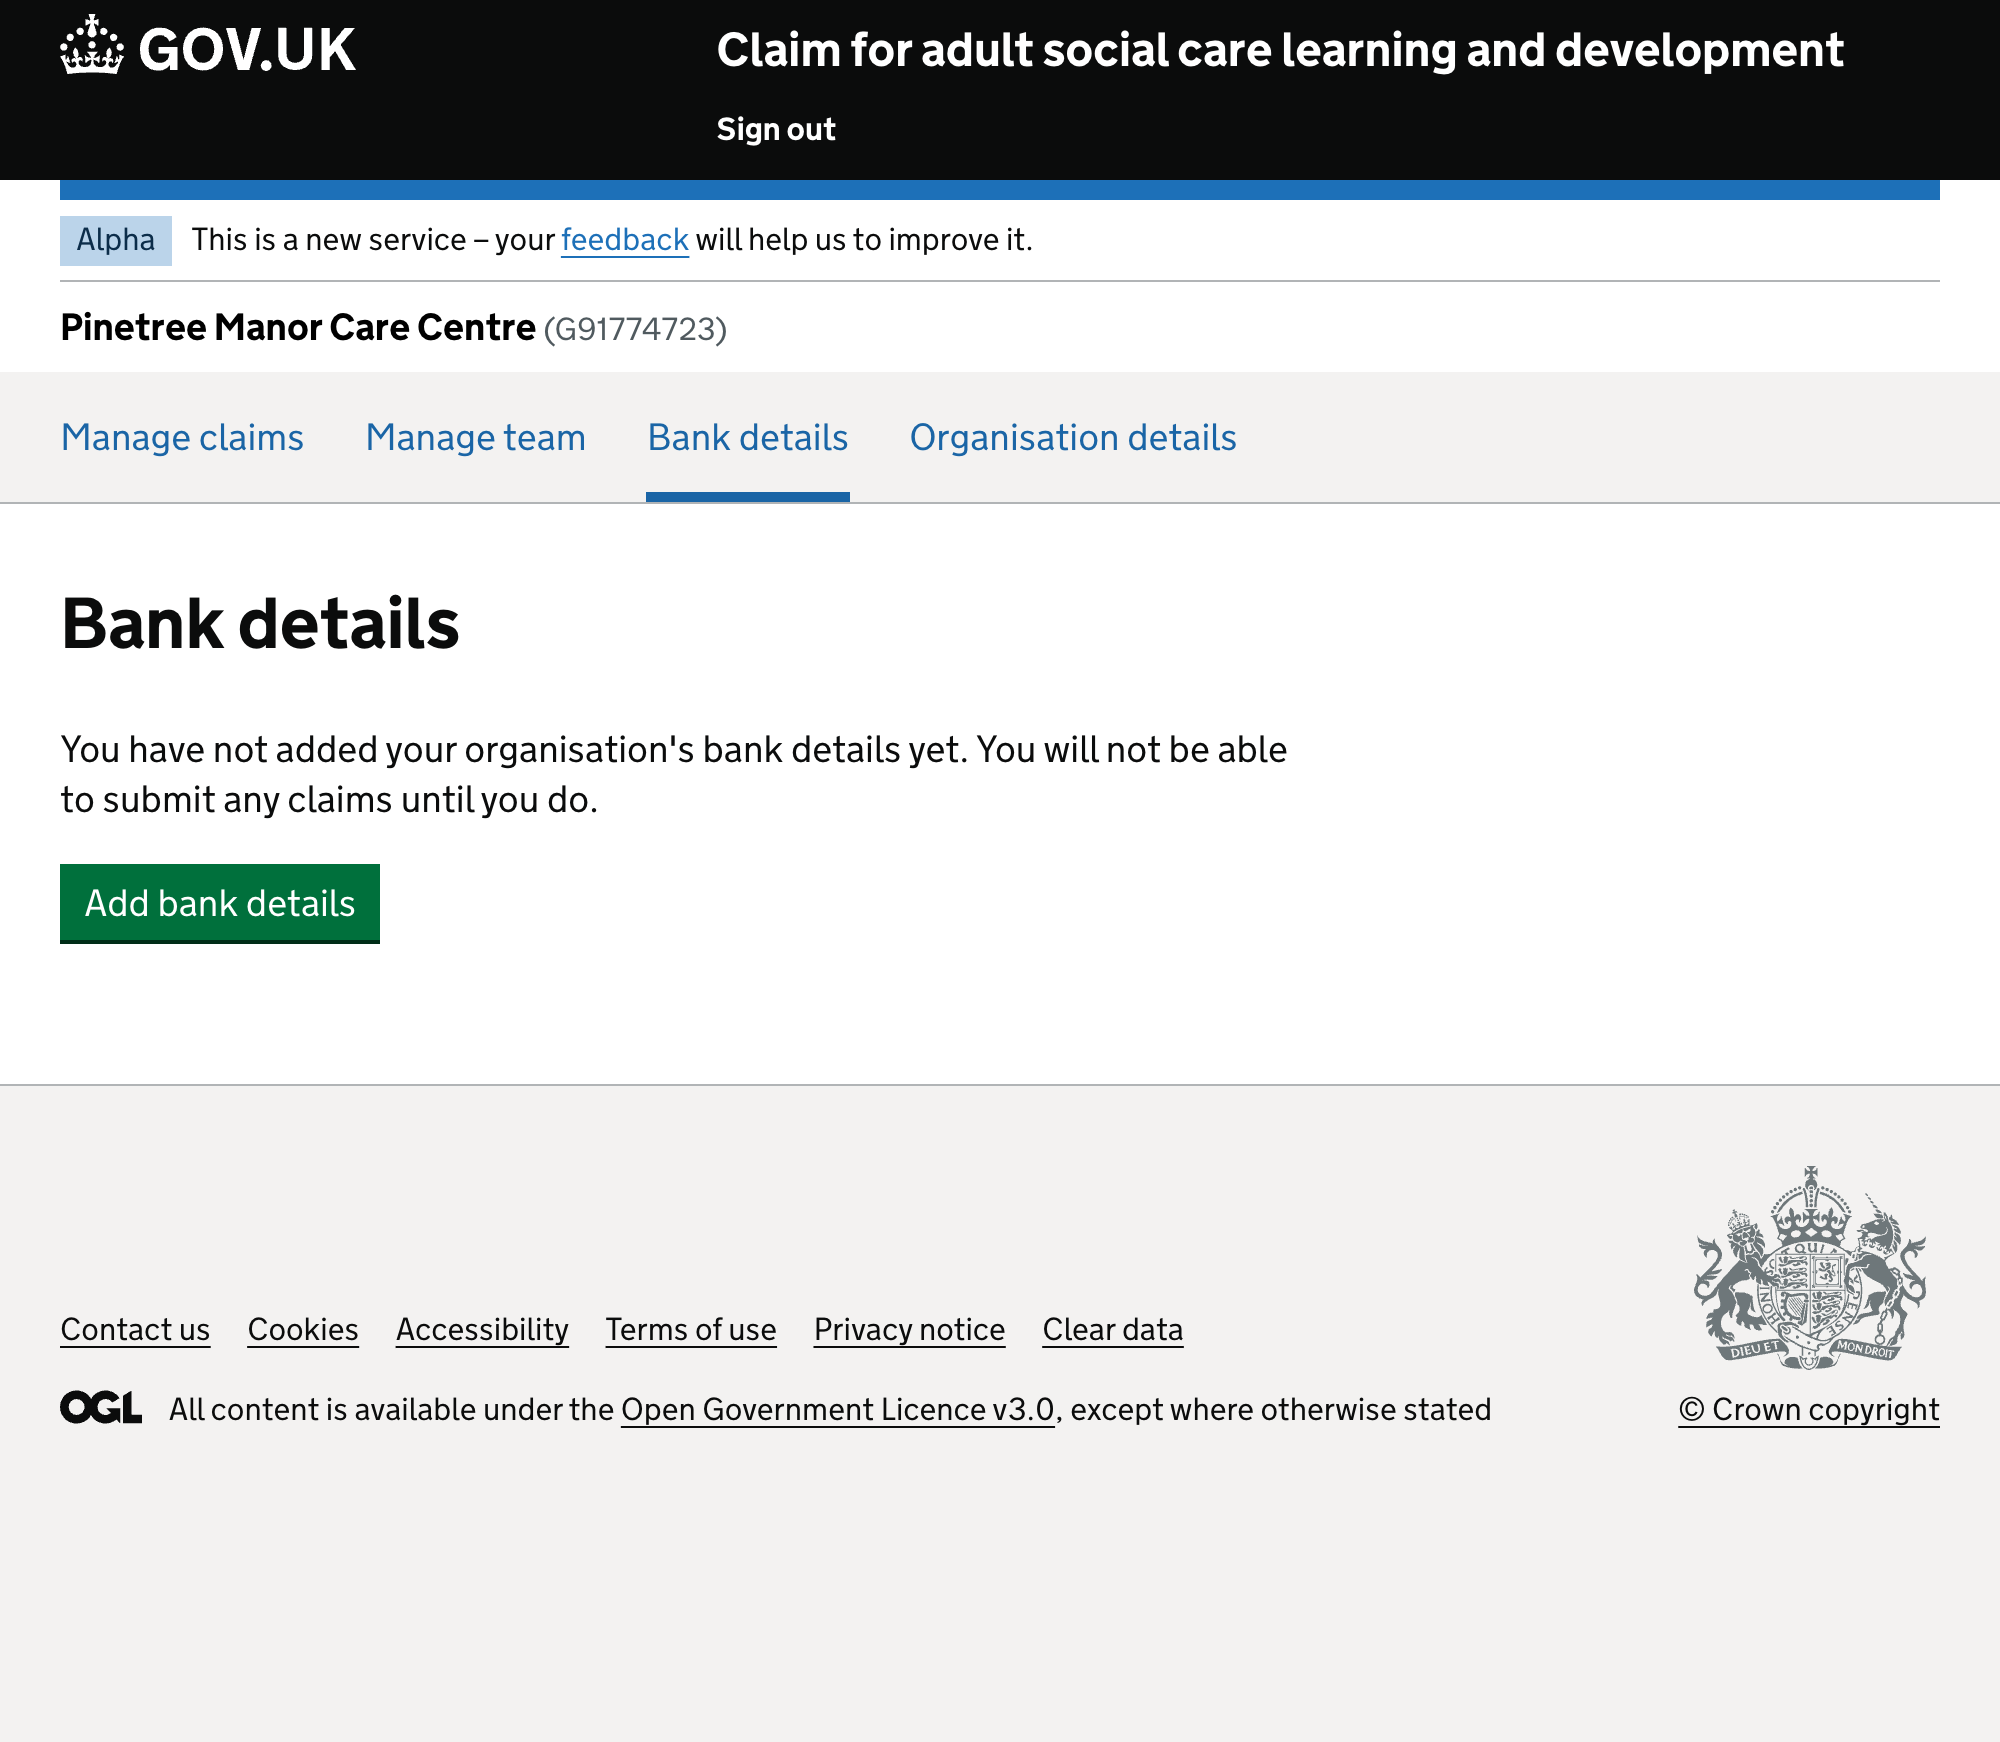 GOV.UK
Claim for adult social care learning and development
Sign out
Alpha
This is a new service – your feedback will help us to improve it.
Pinetree Manor Care Centre (G91774723)
Manage claims
Manage team
Bank details
Organisation details
Bank details
You have not added your organisation's bank details yet. You will not be able
to submit any claims until you do.
Add bank details
Contact us
Cookies
Accessibility
Terms of use
Privacy notice
Clear data
DIEU ET MON DROIT
OGL All content is available under the Open Government Licence v3.0, except where otherwise stated
© Crown copyright